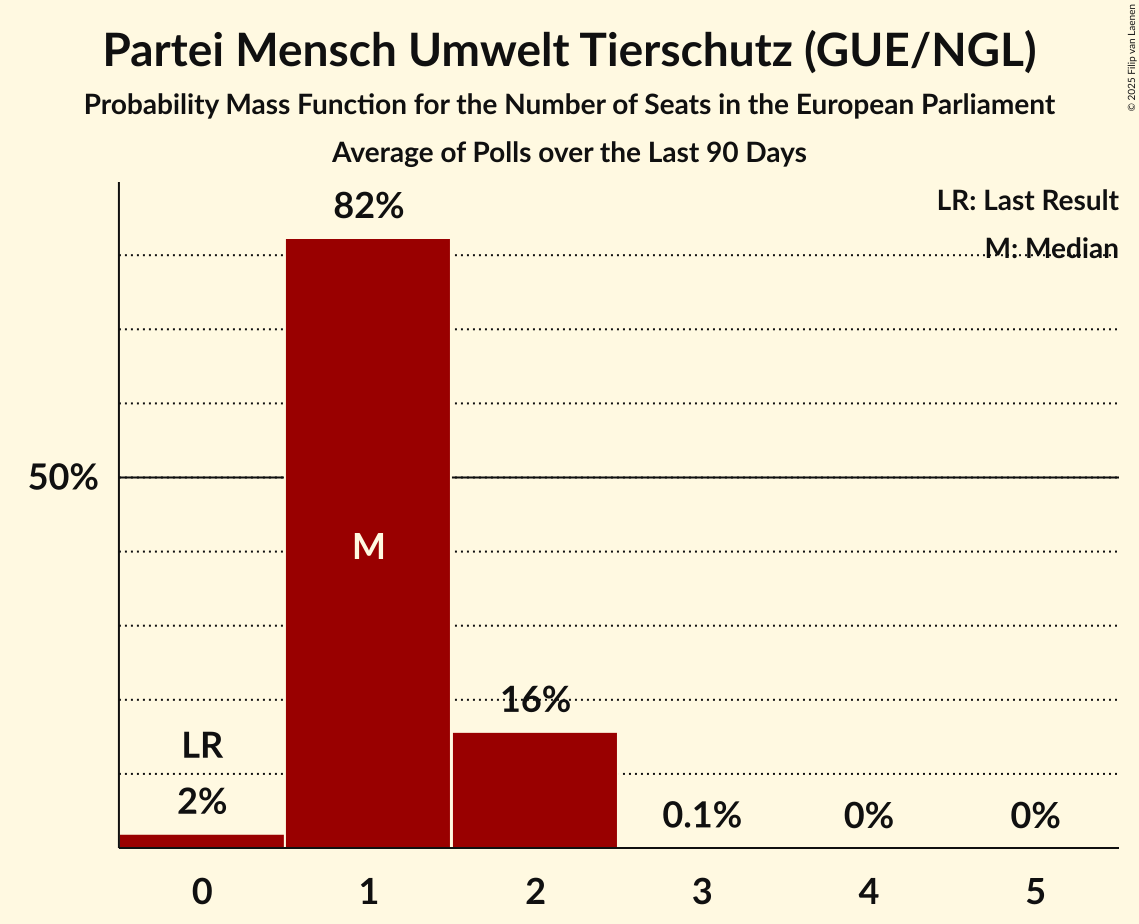 Partei Mensch Umwelt Tierschutz (GUE/NGL)
Probability Mass Function for the Number of Seats in the European Parliament
Average of Polls over the Last 90 Days
© 2025 Filip van Laenen
LR: Last Result
M: Median
82%
50%
M
16%
LR
2%
0.1%
0%
0%
0
1
2
3
4
5